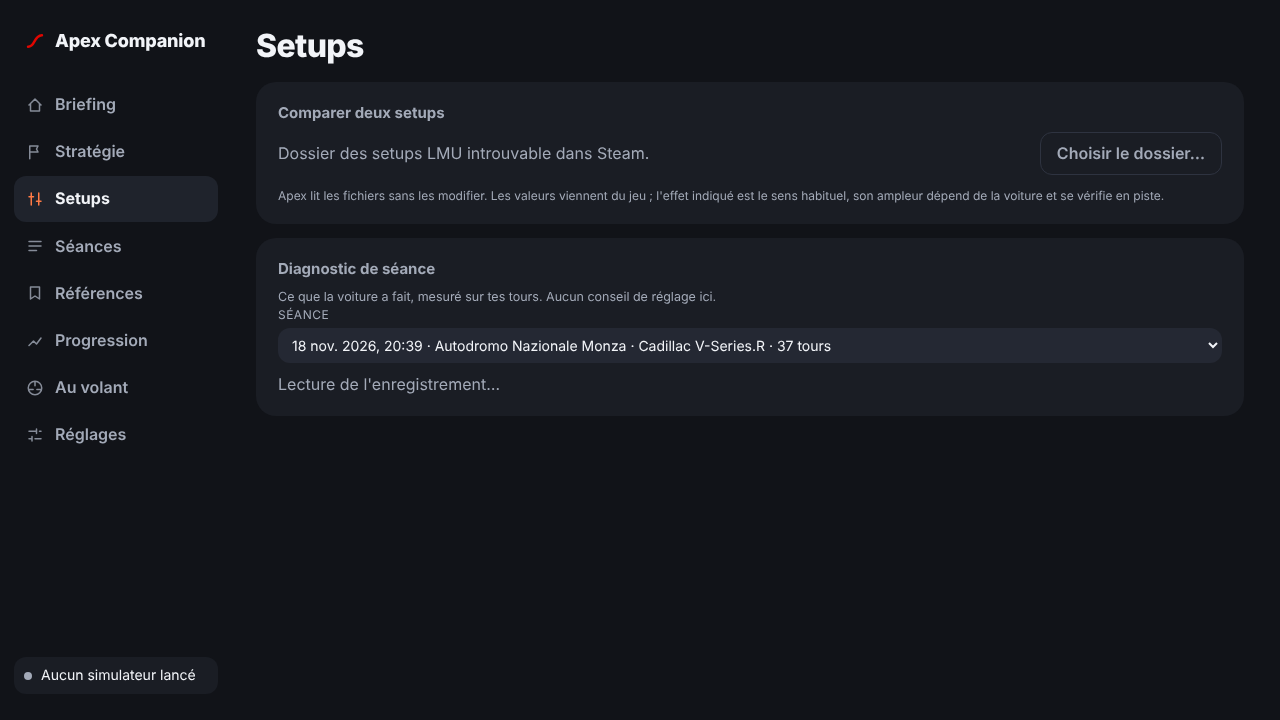 Apex Companion
Briefing
Stratégie
Setups
Séances
Références
Progression
Au volant
Réglages
Aucun simulateur lancé
Setups
Comparer deux setups
Dossier des setups LMU introuvable dans Steam.
Choisir le dossier…
Apex lit les fichiers sans les modifier. Les valeurs viennent du jeu ; l'effet indiqué est le sens habituel, son ampleur dépend de la voiture et se vérifie en piste.
Diagnostic de séance
Ce que la voiture a fait, mesuré sur tes tours. Aucun conseil de réglage ici.
SÉANCE
18 nov. 2026, 20:39 · Autodromo Nazionale Monza · Cadillac V-Series.R · 37 tours
Lecture de l'enregistrement…